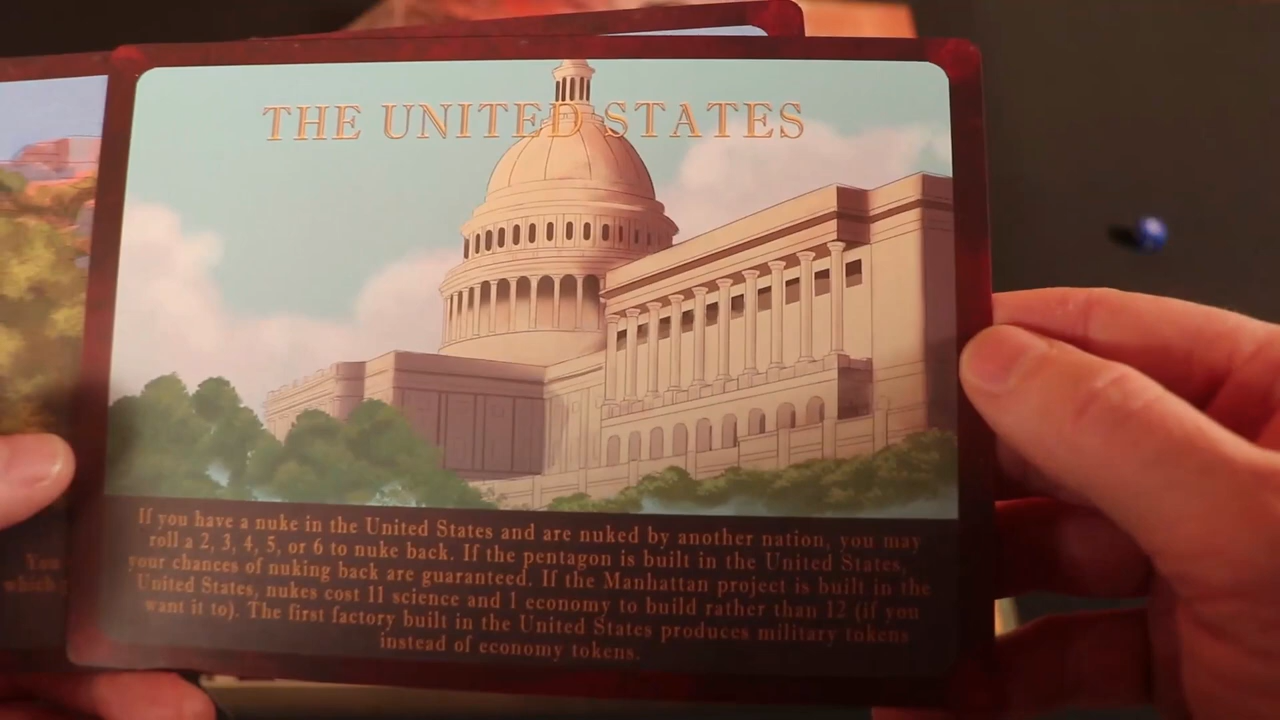 THE UNITED STATES
If you have a nuke in the United States and are nuked by another nation, you may
roll a 2, 3, 4, 5, or 6 to nuke back. If the pentagon is built in the United States,
your chances of nuking back are guaranteed. If the Manhattan project is built in the
United States, nukes cost 11 science and 1 economy to build rather than 12 (if you
want it to). The first factory built in the United States produces military tokens
instead of economy tokens.
You
which